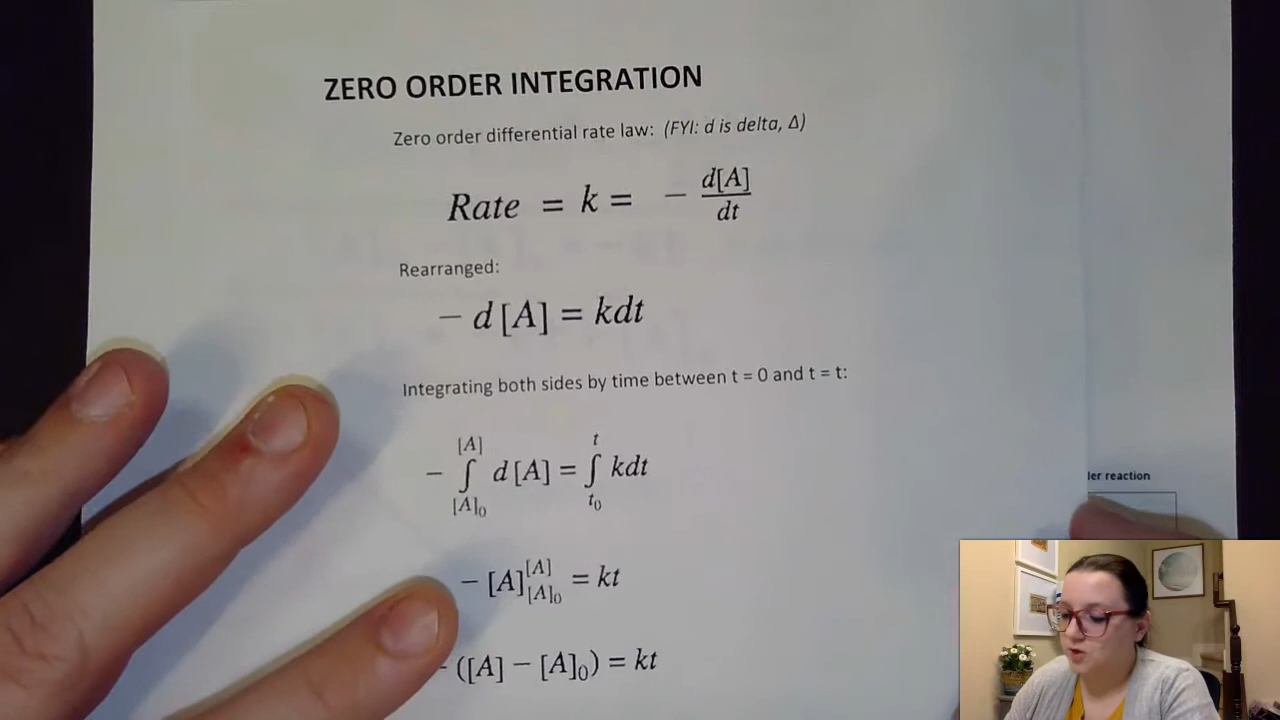 ZERO ORDER INTEGRATION
Zero order differential rate law: (FYI: d is delta, Δ)
Rate = k = − d[A]/dt
Rearranged:
− d [A] = kdt
Integrating both sides by time between t = 0 and t = t:
− ∫_{[A]₀}^{[A]} d [A] = ∫_{t₀}^{t} kdt
− [A]_{[A]₀}^{[A]} = kt
− ([A] − [A]₀) = kt
reaction